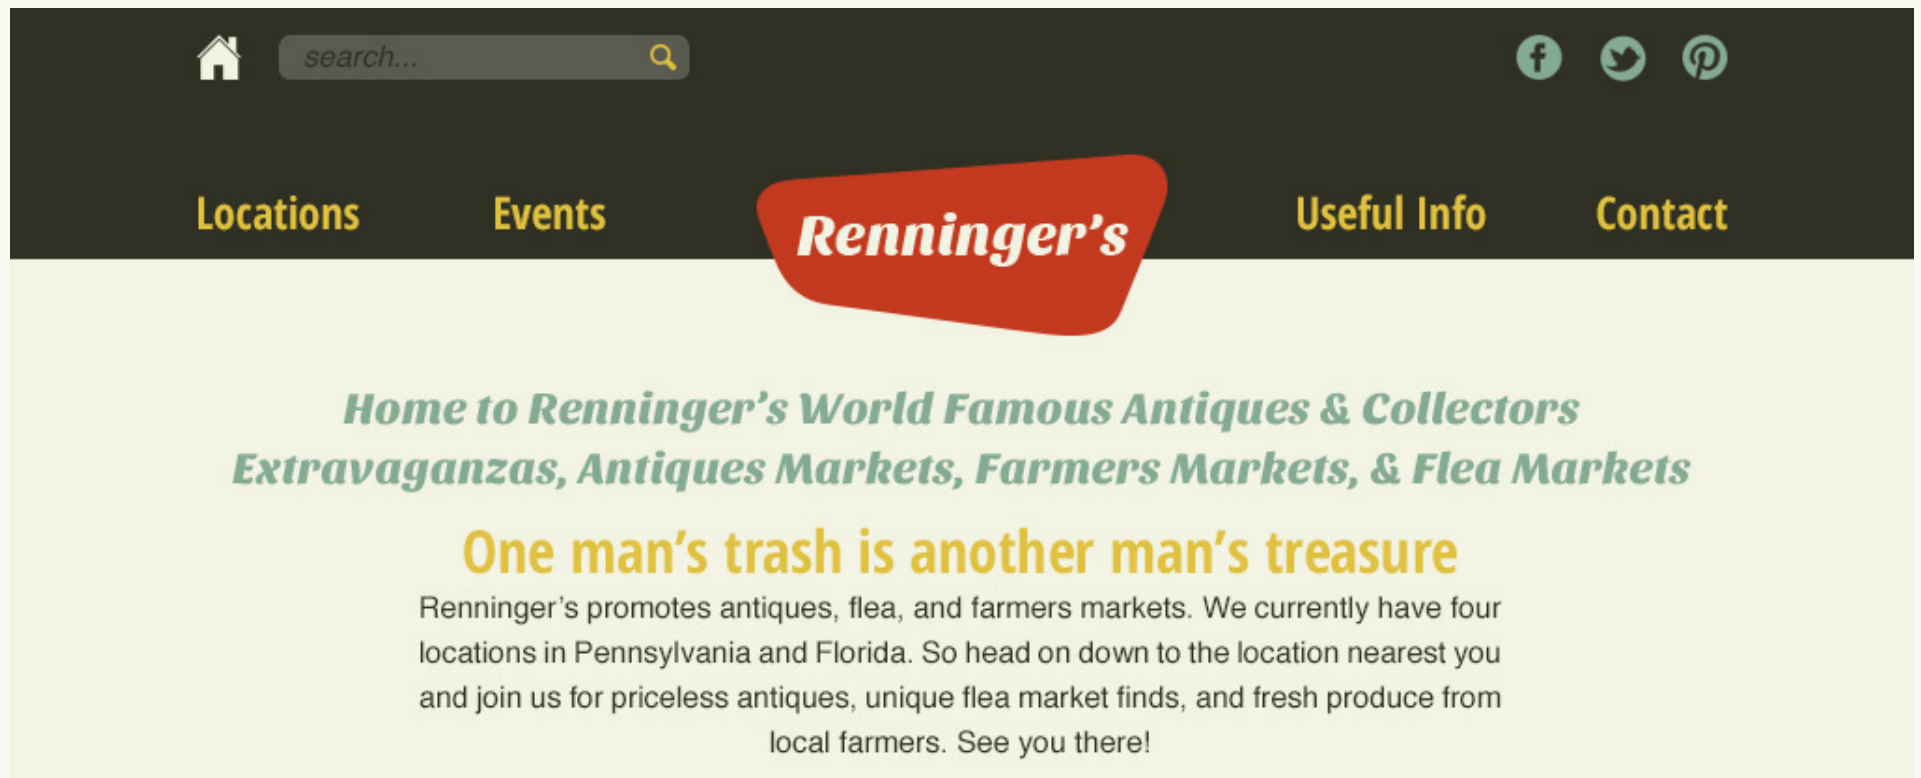 search...
Locations
Events
Renninger’s
Useful Info
Contact
Home to Renninger’s World Famous Antiques & Collectors
Extravaganzas, Antiques Markets, Farmers Markets, & Flea Markets
One man’s trash is another man’s treasure
Renninger’s promotes antiques, flea, and farmers markets. We currently have four
locations in Pennsylvania and Florida. So head on down to the location nearest you
and join us for priceless antiques, unique flea market finds, and fresh produce from
local farmers. See you there!